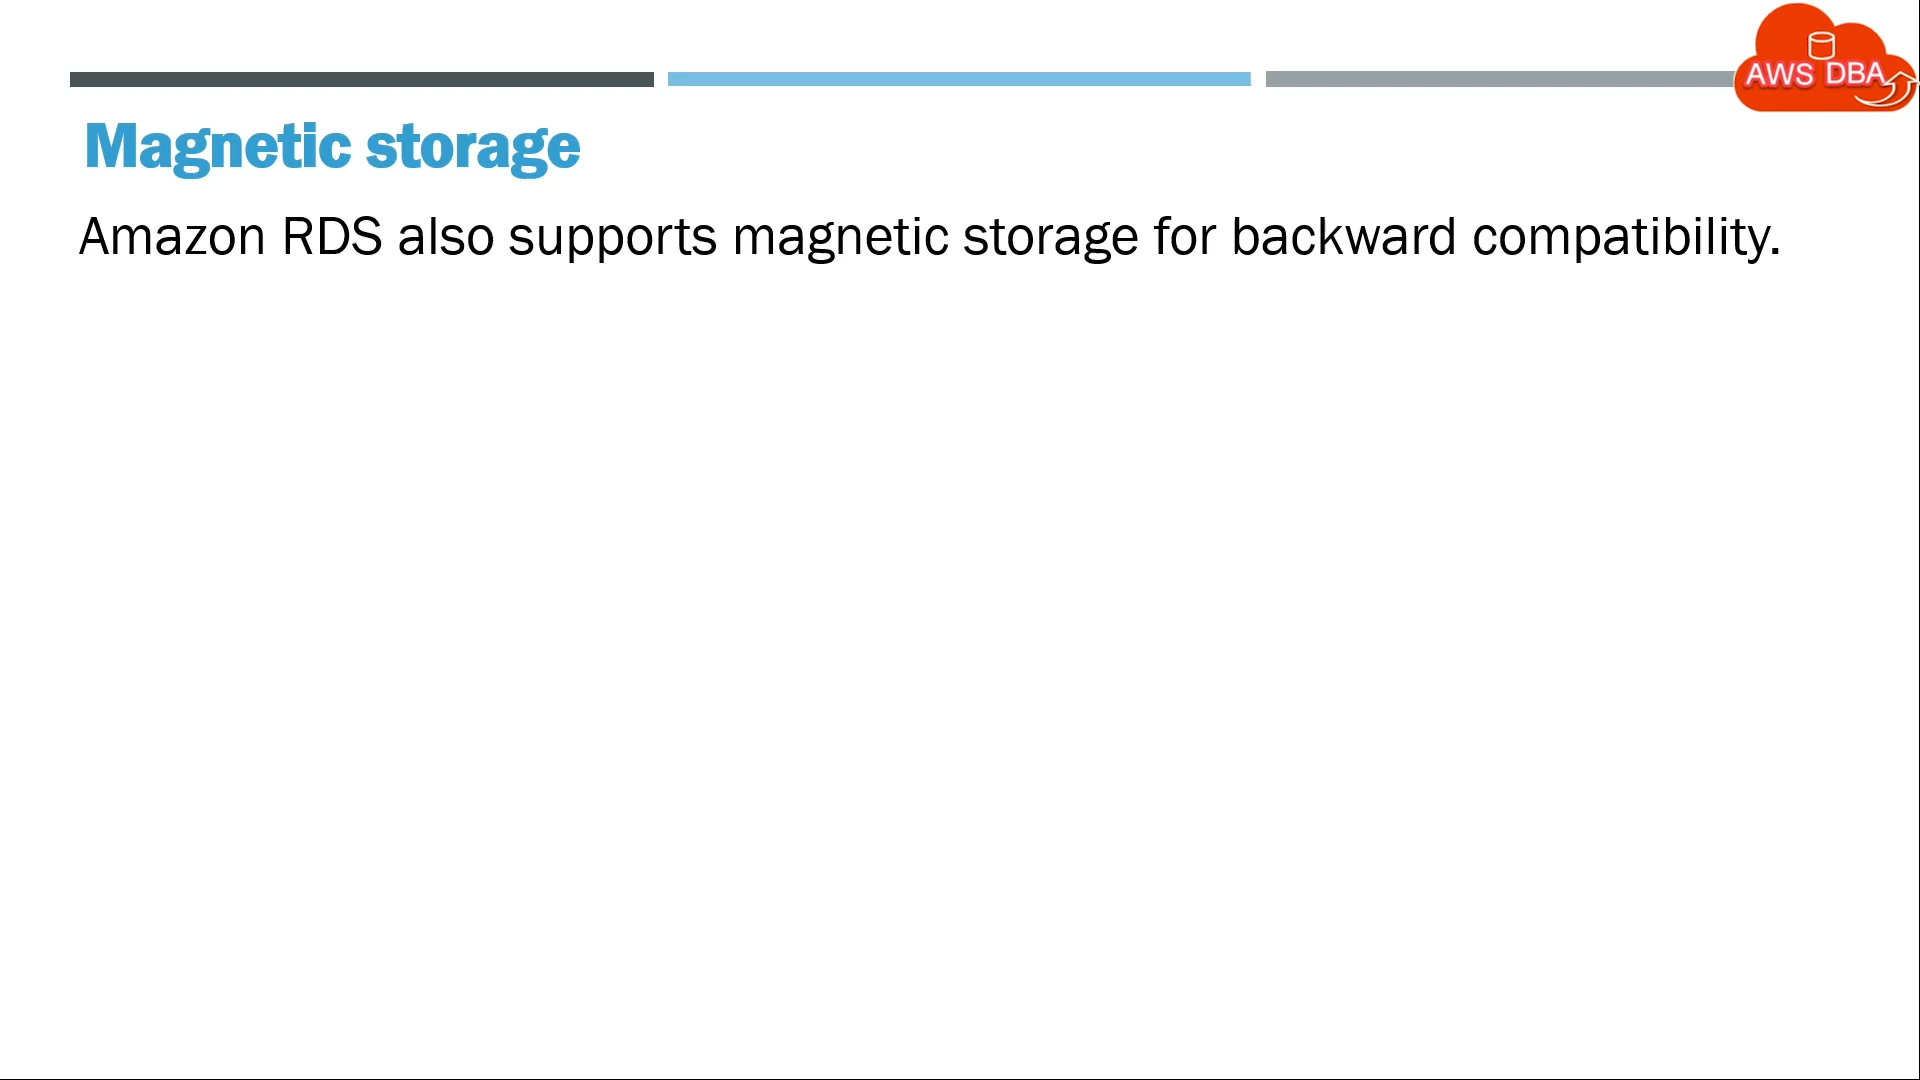 AWS DBA
Magnetic storage
Amazon RDS also supports magnetic storage for backward compatibility.